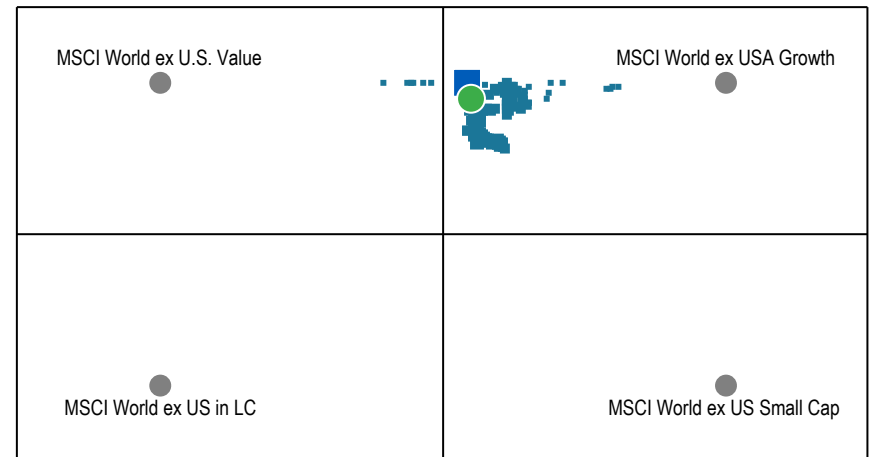 MSCI World ex U.S. Value
MSCI World ex USA Growth
MSCI World ex US in LC
MSCI World ex US Small Cap